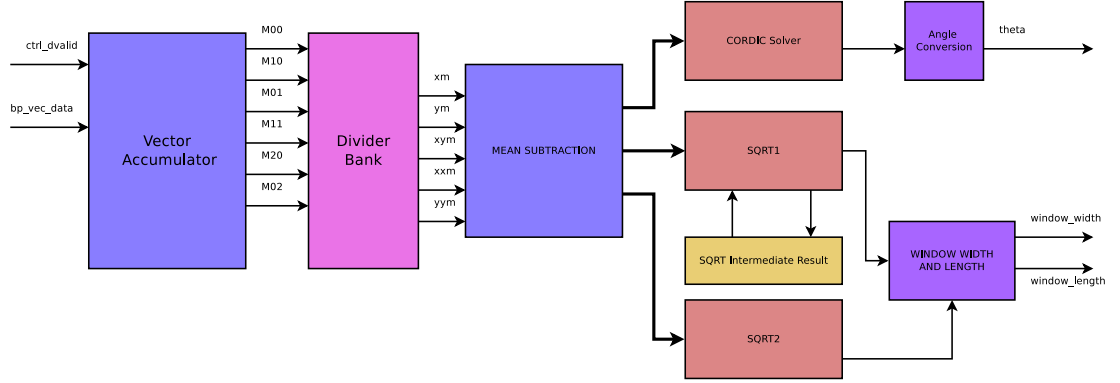 ctrl_dvalid
bp_vec_data
Vector
Accumulator
M00
M10
M01
M11
M20
M02
Divider
Bank
xm
ym
xym
xxm
yym
MEAN SUBTRACTION
CORDIC Solver
Angle
Conversion
theta
SQRT1
SQRT Intermediate Result
SQRT2
WINDOW WIDTH
AND LENGTH
window_width
window_length